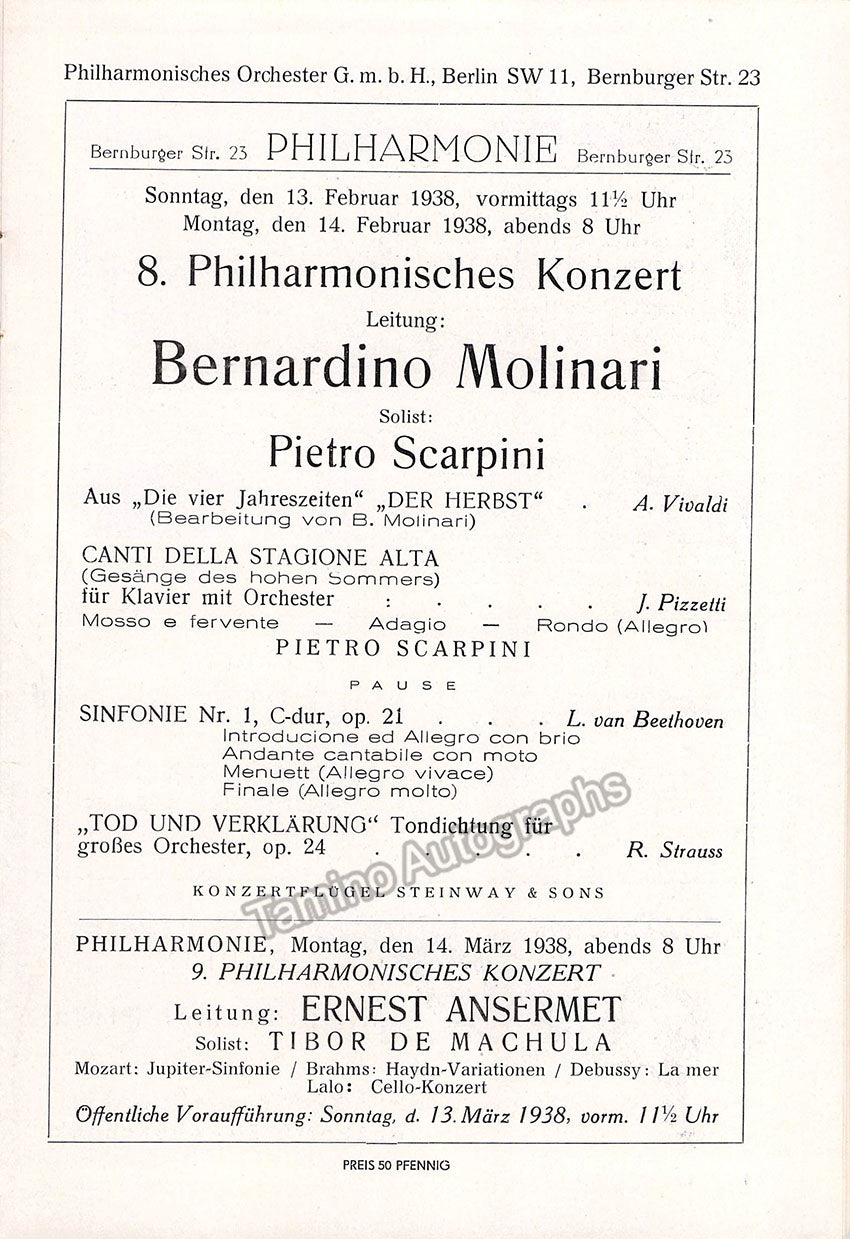 Philharmonisches Orchester G. m. b. H., Berlin SW 11, Bernburger Str. 23
Bernburger Str. 23 PHILHARMONIE Bernburger Str. 23
Sonntag, den 13. Februar 1938, vormittags 11½ Uhr
Montag, den 14. Februar 1938, abends 8 Uhr
8. Philharmonisches Konzert
Leitung:
Bernardino Molinari
Solist:
Pietro Scarpini
Aus „Die vier Jahreszeiten“ „DER HERBST“ . A. Vivaldi
(Bearbeitung von B. Molinari)
CANTI DELLA STAGIONE ALTA
(Gesänge des hohen Sommers)
für Klavier mit Orchester : . . . . J. Pizzetti
Mosso e fervente — Adagio — Rondo (Allegro)
PIETRO SCARPINI
PAUSE
SINFONIE Nr. 1, C-dur, op. 21 . . . L. van Beethoven
Introducione ed Allegro con brio
Andante cantabile con moto
Menuett (Allegro vivace)
Finale (Allegro molto)
„TOD UND VERKLÄRUNG“ Tondichtung für
großes Orchester, op. 24 . . . . . R. Strauss
KONZERTFLÜGEL STEINWAY & SONS
Tamino Autographs
PHILHARMONIE, Montag, den 14. März 1938, abends 8 Uhr
9. PHILHARMONISCHES KONZERT
Leitung: ERNEST ANSERMET
Solist: TIBOR DE MACHULA
Mozart: Jupiter-Sinfonie / Brahms: Haydn-Variationen / Debussy: La mer
Lalo: Cello-Konzert
Öffentliche Voraufführung: Sonntag, d. 13. März 1938, vorm. 11½ Uhr
PREIS 50 PFENNIG